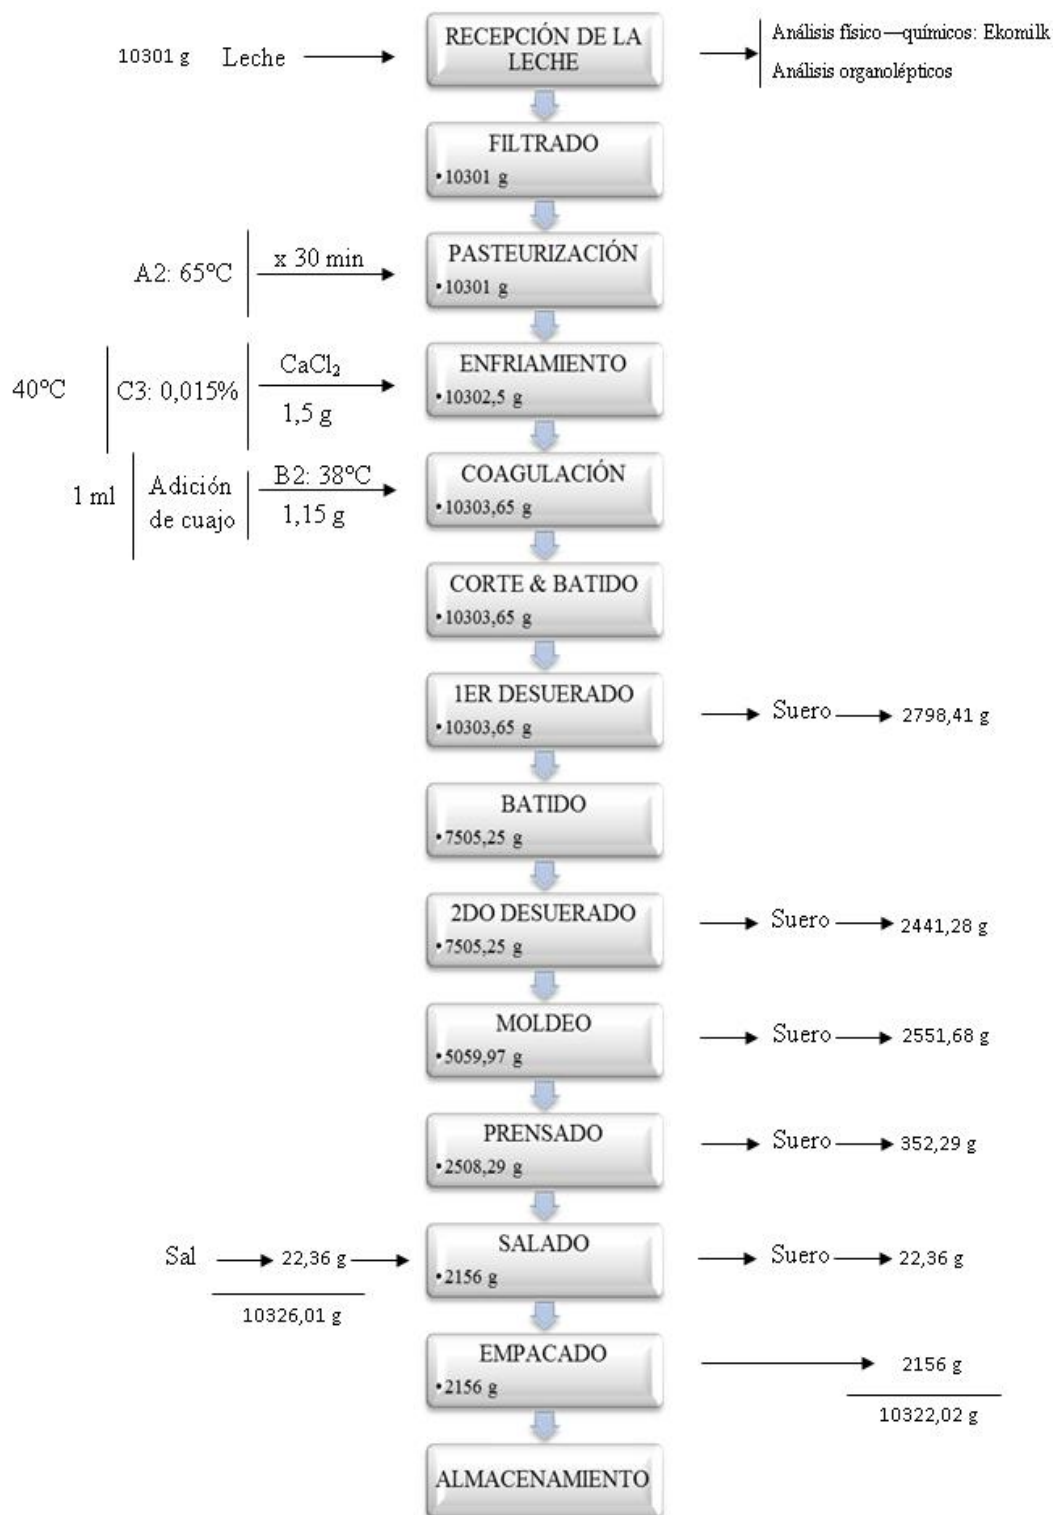 10301 g Leche
RECEPCIÓN DE LA
LECHE
Análisis físico—químicos: Ekomilk
Análisis organolépticos
FILTRADO
•10301 g
A2: 65°C
x 30 min
PASTEURIZACIÓN
•10301 g
40°C
C3: 0,015%
CaCl₂
1,5 g
ENFRIAMIENTO
•10302,5 g
1 ml
Adición
de cuajo
B2: 38°C
1,15 g
COAGULACIÓN
•10303,65 g
CORTE & BATIDO
•10303,65 g
1ER DESUERADO
•10303,65 g
Suero 2798,41 g
BATIDO
•7505,25 g
2DO DESUERADO
•7505,25 g
Suero 2441,28 g
MOLDEO
•5059,97 g
Suero 2551,68 g
PRENSADO
•2508,29 g
Suero 352,29 g
Sal 22,36 g
10326,01 g
SALADO
•2156 g
Suero 22,36 g
EMPACADO
•2156 g
2156 g
10322,02 g
ALMACENAMIENTO